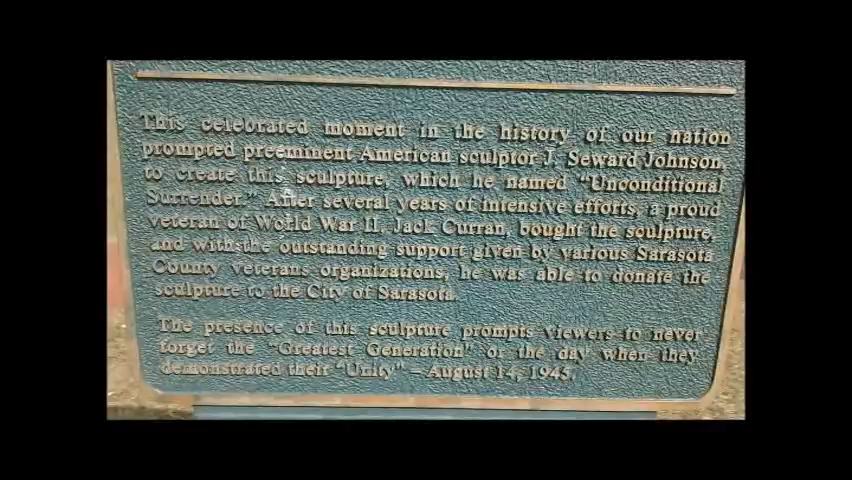 This celebrated moment in the history of our nation
prompted preeminent American sculptor J. Seward Johnson,
to create this sculpture, which he named "Unconditional
Surrender." After several years of intensive efforts, a proud
veteran of World War II, Jack Curran, bought the sculpture,
and with the outstanding support given by various Sarasota
County veterans organizations, he was able to donate the
sculpture to the City of Sarasota.
The presence of this sculpture prompts viewers to never
forget the "Greatest Generation" or the day when they
demonstrated their "Unity" – August 14, 1945.